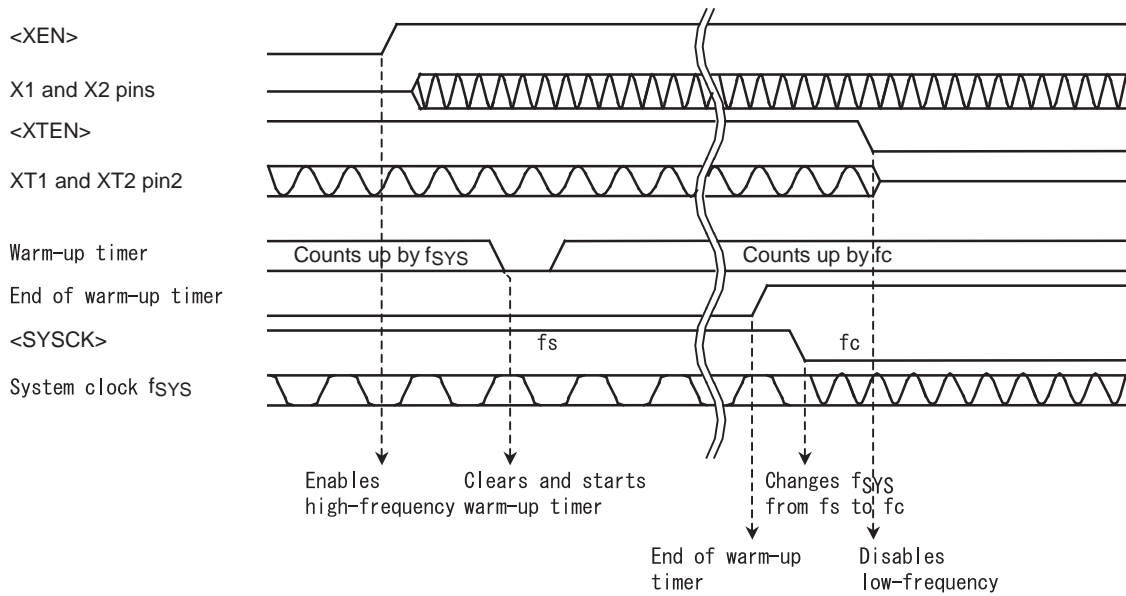 <XEN>
X1 and X2 pins
<XTEN>
XT1 and XT2 pin2
Warm-up timer
Counts up by fSYS
Counts up by fc
End of warm-up timer
<SYSCK>
fs
fc
System clock fSYS
Enables
high-frequency
Clears and starts
warm-up timer
Changes fSYS
from fs to fc
End of warm-up
timer
Disables
low-frequency